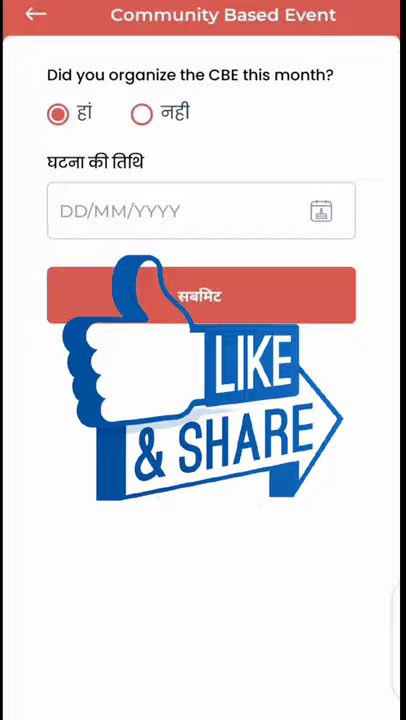 Community Based Event
Did you organize the CBE this month?
हां नही
घटना की तिथि
DD/MM/YYYY
सबमिट
LIKE
& SHARE